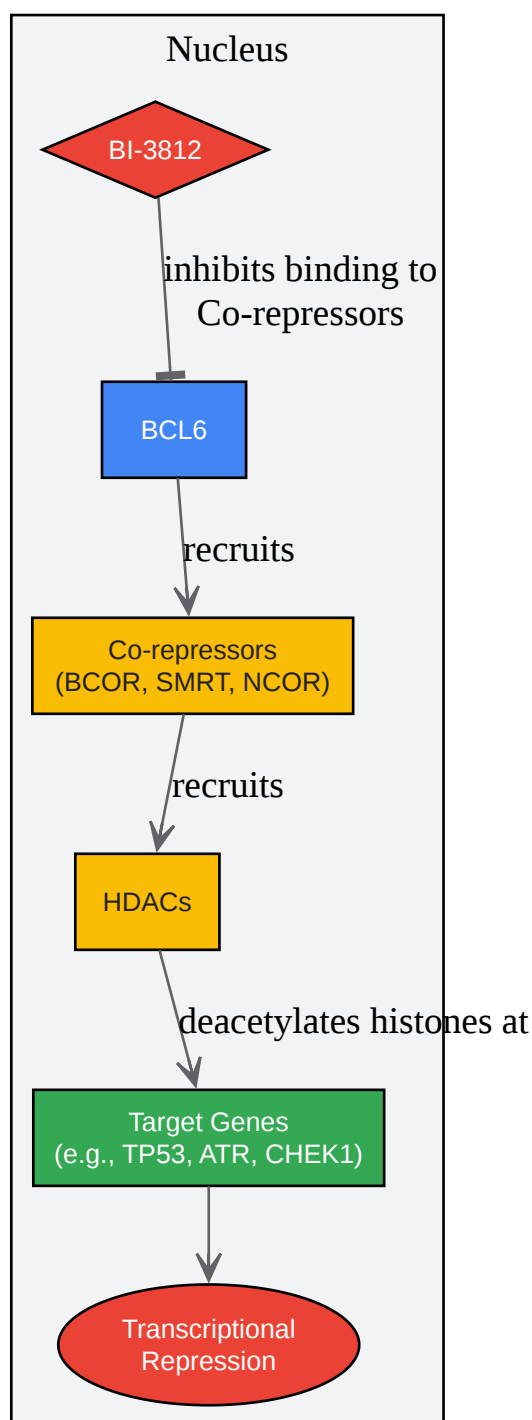 Nucleus
BI-3812
inhibits binding to
Co-repressors
BCL6
recruits
Co-repressors
(BCOR, SMRT, NCOR)
recruits
HDACs
deacetylates histones at
Target Genes
(e.g., TP53, ATR, CHEK1)
Transcriptional
Repression